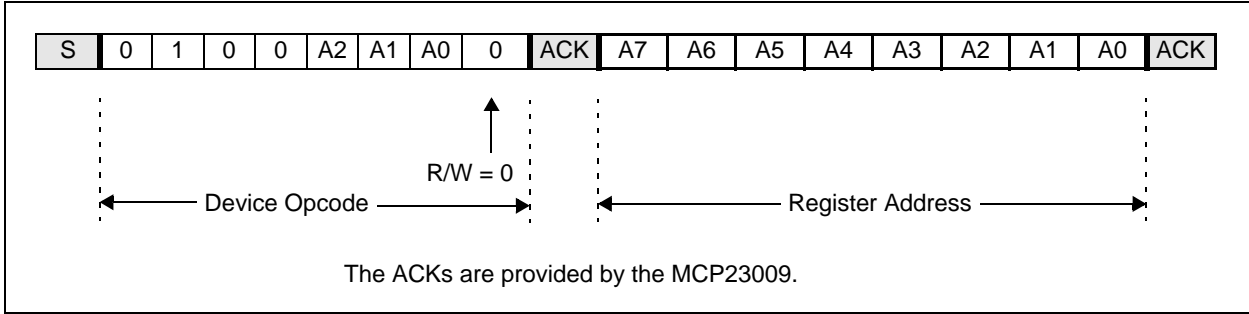 S 0 1 0 0 A2 A1 A0 0 ACK A7 A6 A5 A4 A3 A2 A1 A0 ACK
R/W = 0
Device Opcode
Register Address
The ACKs are provided by the MCP23009.